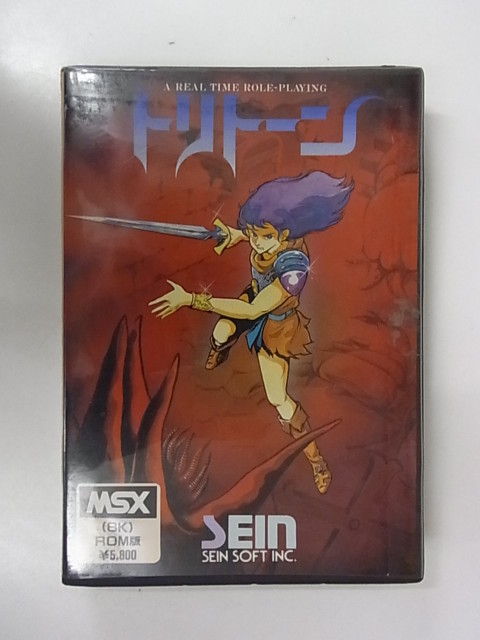 A REAL TIME ROLE-PLAYING
トリトーン
MSX
(8K)
ROM版
¥5,800
SEIN
SEIN SOFT INC.